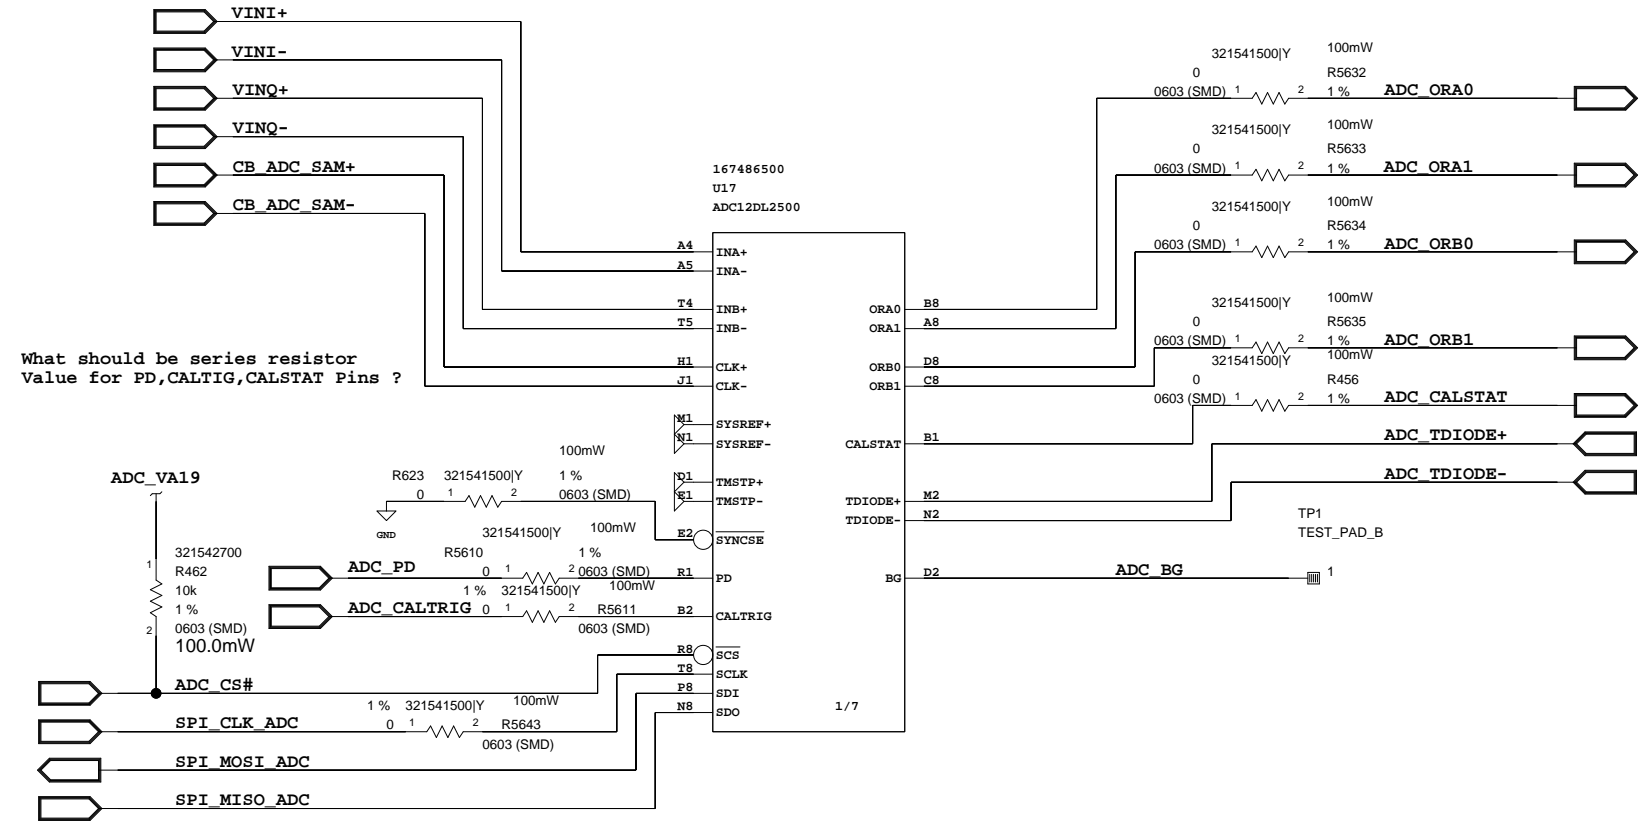 VINI+
VINI-
VINQ+
VINQ-
CB_ADC_SAM+
CB_ADC_SAM-
What should be series resistor
Value for PD,CALTIG,CALSTAT Pins ?
167486500
U17
ADC12DL2500
A4 INA+
A5 INA-
T4 INB+
T5 INB-
H1 CLK+
J1 CLK-
M1 SYSREF+
N1 SYSREF-
D1 TMSTP+
E1 TMSTP-
E2 SYNCSE
R1 PD
B2 CALTRIG
R8 SCS
T8 SCLK
P8 SDI
N8 SDO
ORA0 B8
ORA1 A8
ORB0 D8
ORB1 C8
CALSTAT B1
TDIODE+ M2
TDIODE- N2
BG D2
1/7
321541500|Y 100mW
0 R5632
0603 (SMD) 1 2 1 % ADC_ORA0
321541500|Y 100mW
0 R5633
0603 (SMD) 1 2 1 % ADC_ORA1
321541500|Y 100mW
0 R5634
0603 (SMD) 1 2 1 % ADC_ORB0
321541500|Y 100mW
0 R5635
0603 (SMD) 1 2 1 % ADC_ORB1
321541500|Y 100mW
0 R456
0603 (SMD) 1 2 1 % ADC_CALSTAT
ADC_TDIODE+
ADC_TDIODE-
TP1
TEST_PAD_B
ADC_BG 1
100mW
R623 321541500|Y 1 %
0 1 2 0603 (SMD)
GND
321541500|Y 100mW
R5610 1 %
ADC_PD 0 1 2 0603 (SMD)
1 % 321541500|Y 100mW
ADC_CALTRIG 0 1 2 R5611
0603 (SMD)
ADC_VA19
1 321542700
R462
10k
1 %
2 0603 (SMD)
100.0mW
ADC_CS#
1 % 321541500|Y 100mW
SPI_CLK_ADC 0 1 2 R5643
0603 (SMD)
SPI_MOSI_ADC
SPI_MISO_ADC